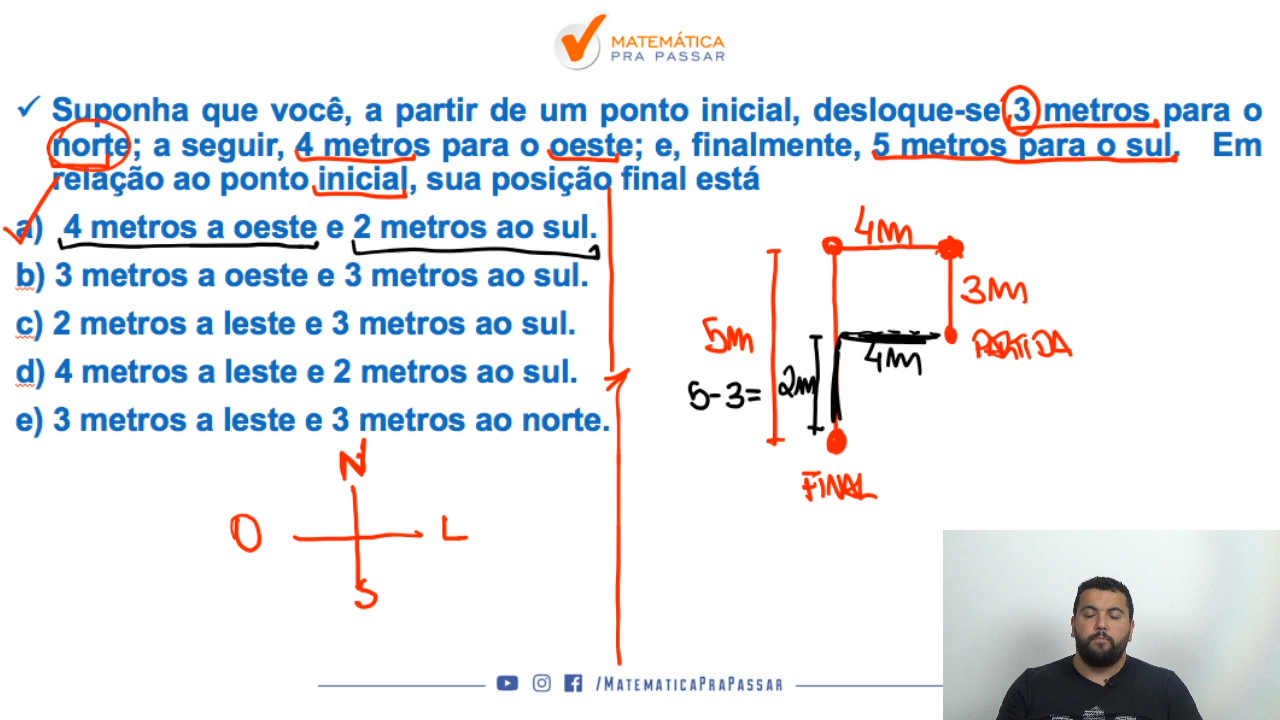 MATEMÁTICA
PRA PASSAR
✓ Suponha que você, a partir de um ponto inicial, desloque-se 3 metros para o
norte; a seguir, 4 metros para o oeste; e, finalmente, 5 metros para o sul. Em
relação ao ponto inicial, sua posição final está
a) 4 metros a oeste e 2 metros ao sul.
b) 3 metros a oeste e 3 metros ao sul.
c) 2 metros a leste e 3 metros ao sul.
d) 4 metros a leste e 2 metros ao sul.
e) 3 metros a leste e 3 metros ao norte.
4m
3m
5m
PARTIDA
4m
5-3= 2m
FINAL
N
O L
S
/MATEMATICAPRAPASSAR